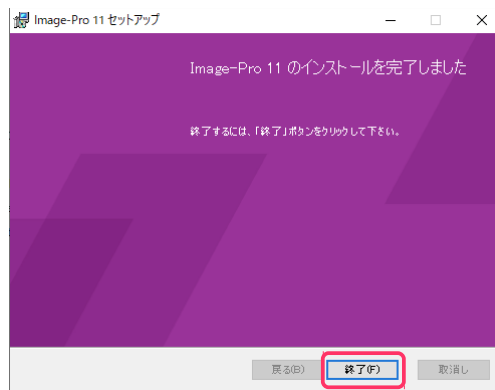 Image-Pro 11 セットアップ
Image-Pro 11 のインストールを完了しました
終了するには、「終了」ボタンをクリックして下さい。
戻る(B)
終了(F)
取消し